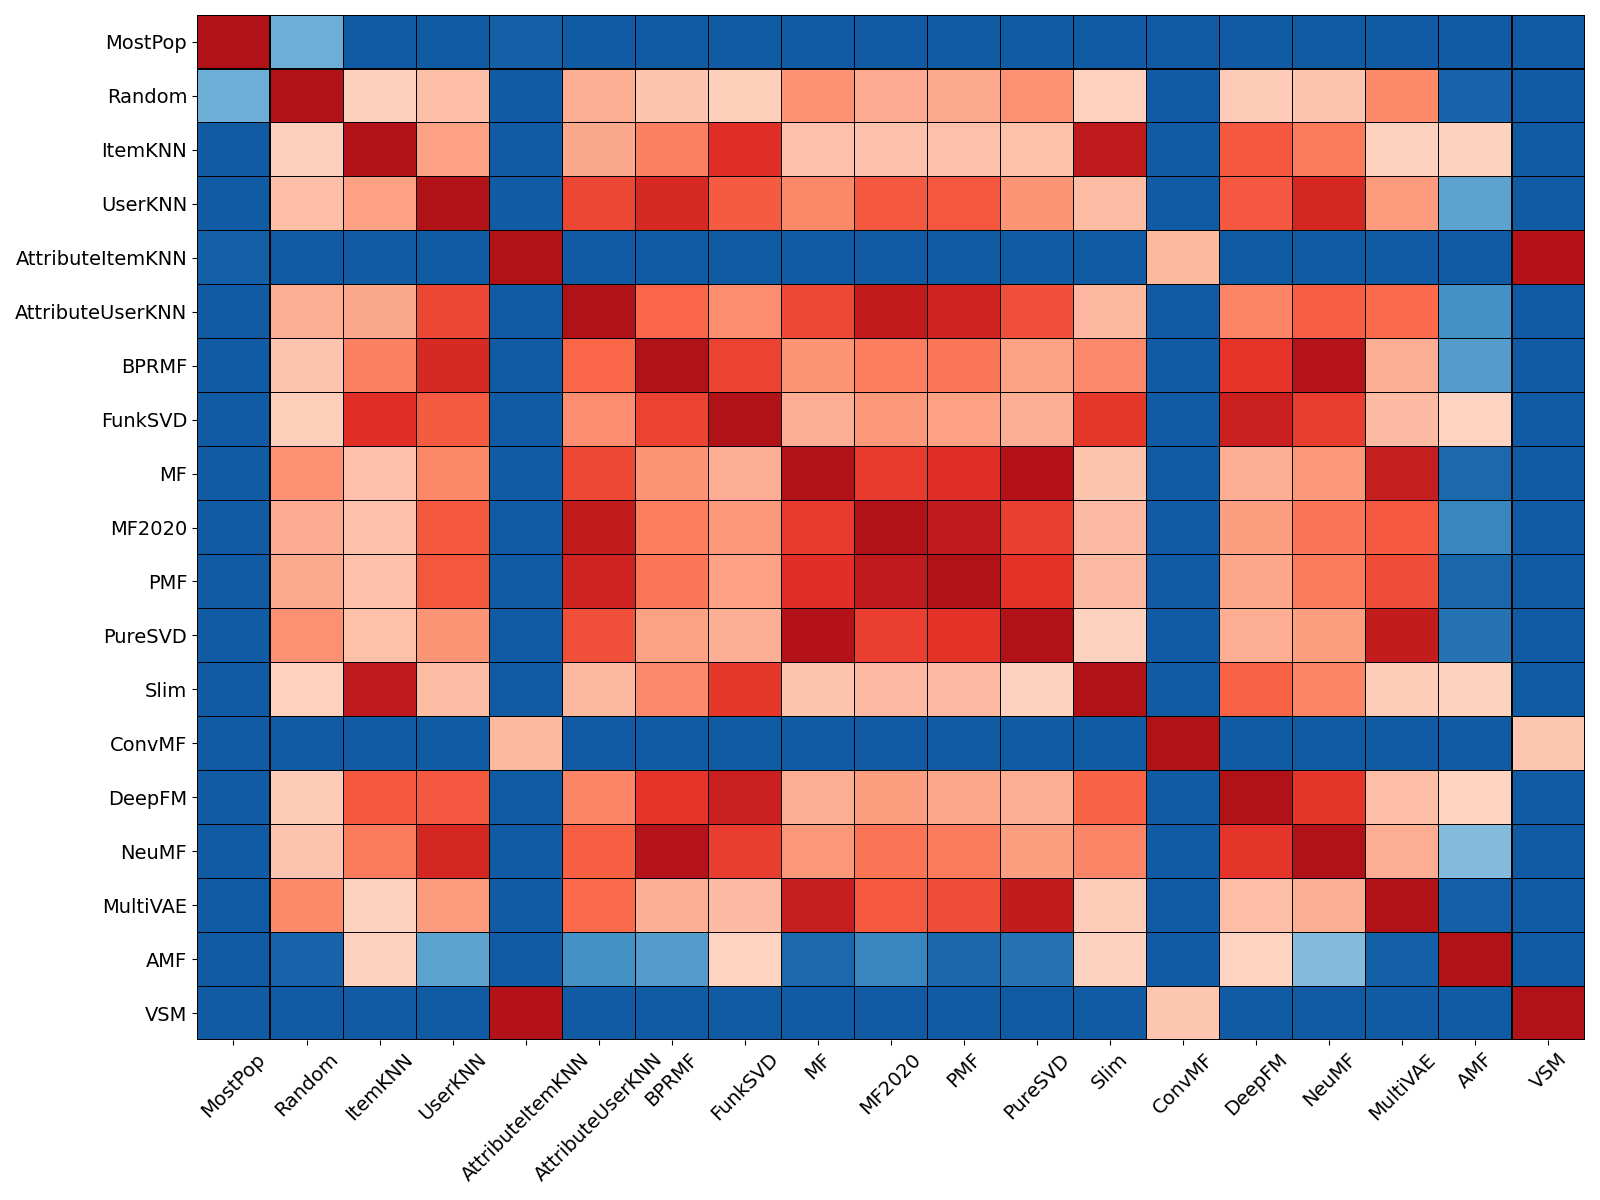 MostPop
Random
ItemKNN
UserKNN
AttributeItemKNN
AttributeUserKNN
BPRMF
FunkSVD
MF
MF2020
PMF
PureSVD
Slim
ConvMF
DeepFM
NeuMF
MultiVAE
AMF
VSM
MostPop
Random
ItemKNN
UserKNN
AttributeItemKNN
AttributeUserKNN
BPRMF
FunkSVD
MF
MF2020
PMF
PureSVD
Slim
ConvMF
DeepFM
NeuMF
MultiVAE
AMF
VSM